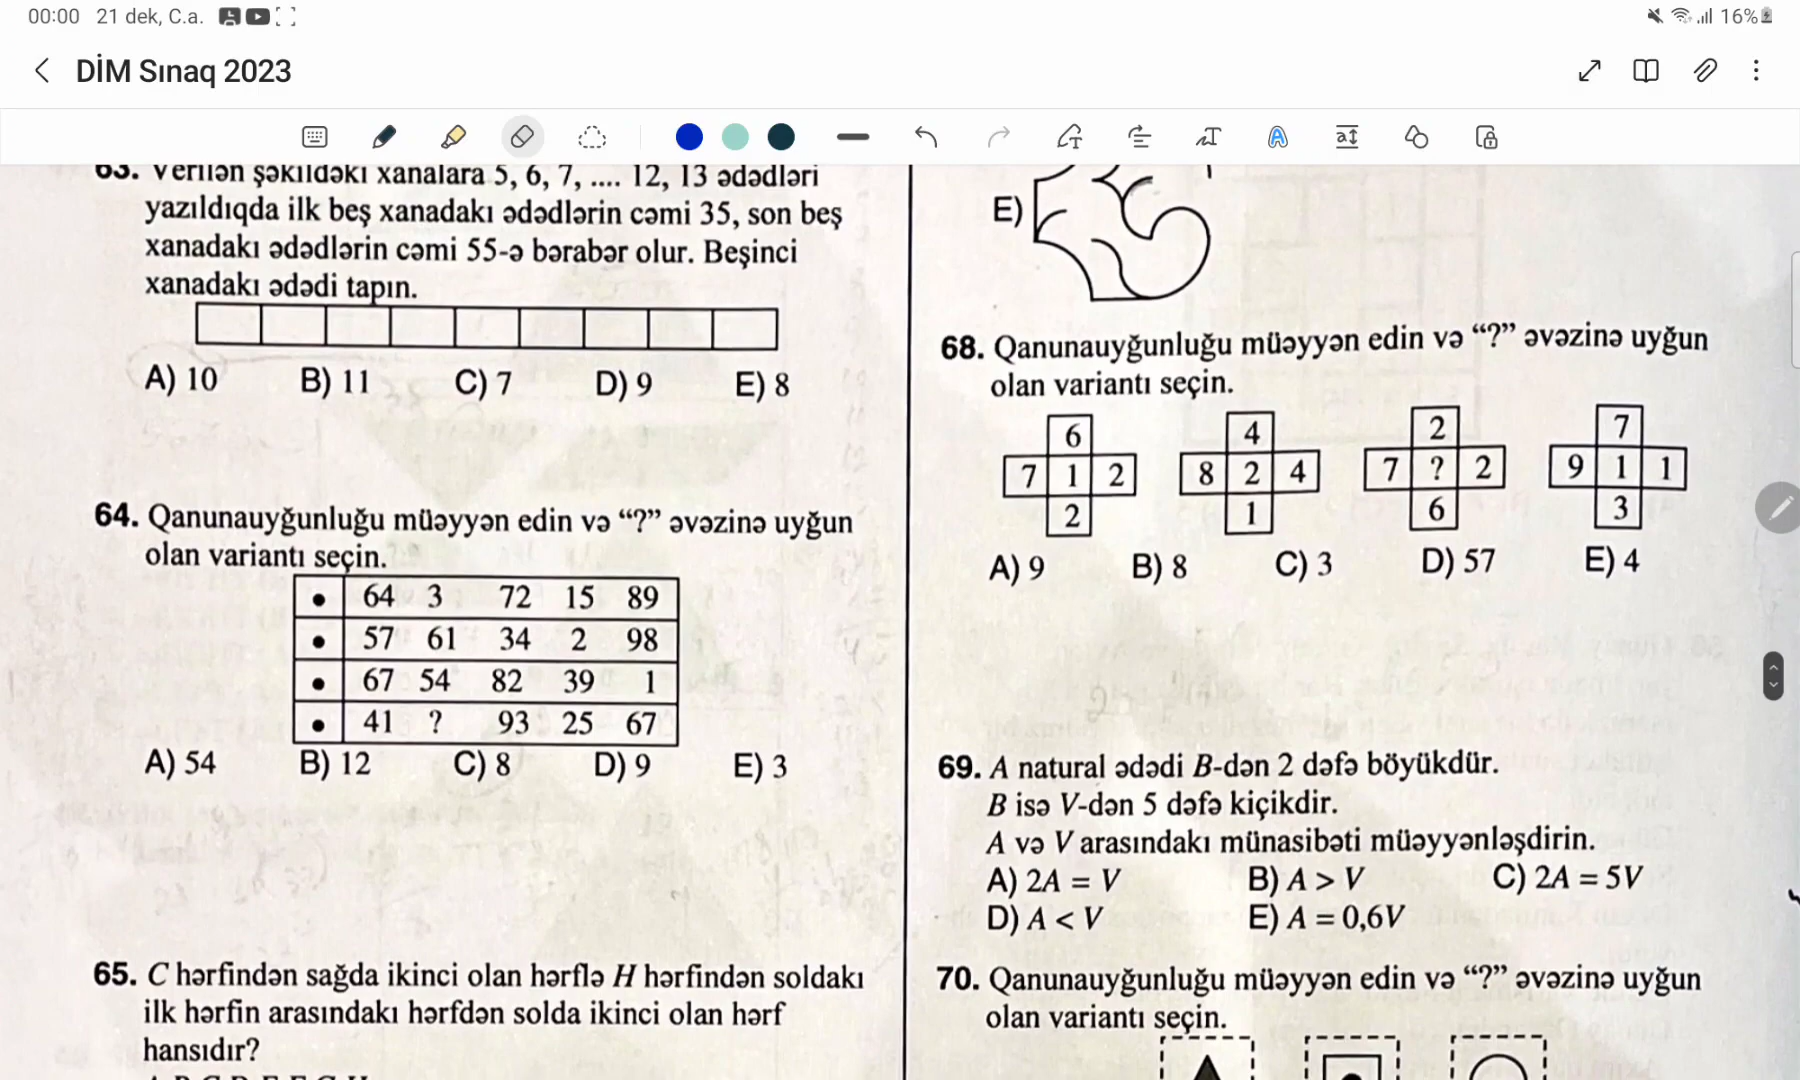 00:00 21 dek, C.a.
16%
DİM Sınaq 2023
63. Verilən şəkildəki xanalara 5, 6, 7, .... 12, 13 ədədləri
yazıldıqda ilk beş xanadakı ədədlərin cəmi 35, son beş
xanadakı ədədlərin cəmi 55-ə bərabər olur. Beşinci
xanadakı ədədi tapın.
A) 10 B) 11 C) 7 D) 9 E) 8
64. Qanunauyğunluğu müəyyən edin və “?” əvəzinə uyğun
olan variantı seçin.
• 64 3 72 15 89
• 57 61 34 2 98
• 67 54 82 39 1
• 41 ? 93 25 67
A) 54 B) 12 C) 8 D) 9 E) 3
65. C hərfindən sağda ikinci olan hərflə H hərfindən soldakı
ilk hərfin arasındakı hərfdən solda ikinci olan hərf
hansıdır?
E)
68. Qanunauyğunluğu müəyyən edin və “?” əvəzinə uyğun
olan variantı seçin.
6 4 2 7
7 1 2 8 2 4 7 ? 2 9 1 1
2 1 6 3
A) 9 B) 8 C) 3 D) 57 E) 4
69. A natural ədədi B-dən 2 dəfə böyükdür.
B isə V-dən 5 dəfə kiçikdir.
A və V arasındakı münasibəti müəyyənləşdirin.
A) 2A = V B) A > V C) 2A = 5V
D) A < V E) A = 0,6V
70. Qanunauyğunluğu müəyyən edin və “?” əvəzinə uyğun
olan variantı seçin.